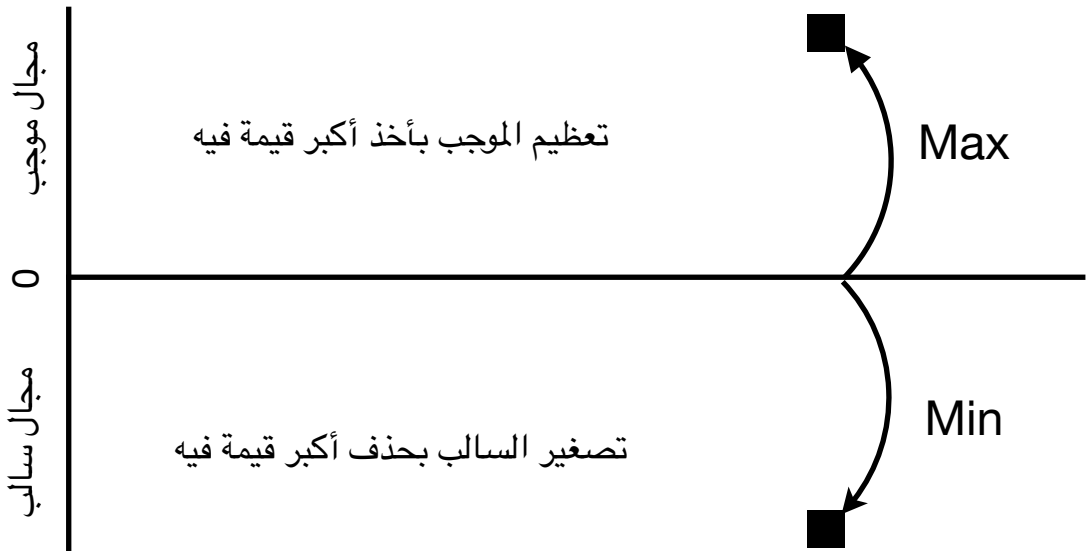 مجال موجب
تعظيم الموجب بأخذ أكبر قيمة فيه
Max
0
مجال سالب
تصغير السالب بحذف أكبر قيمة فيه
Min